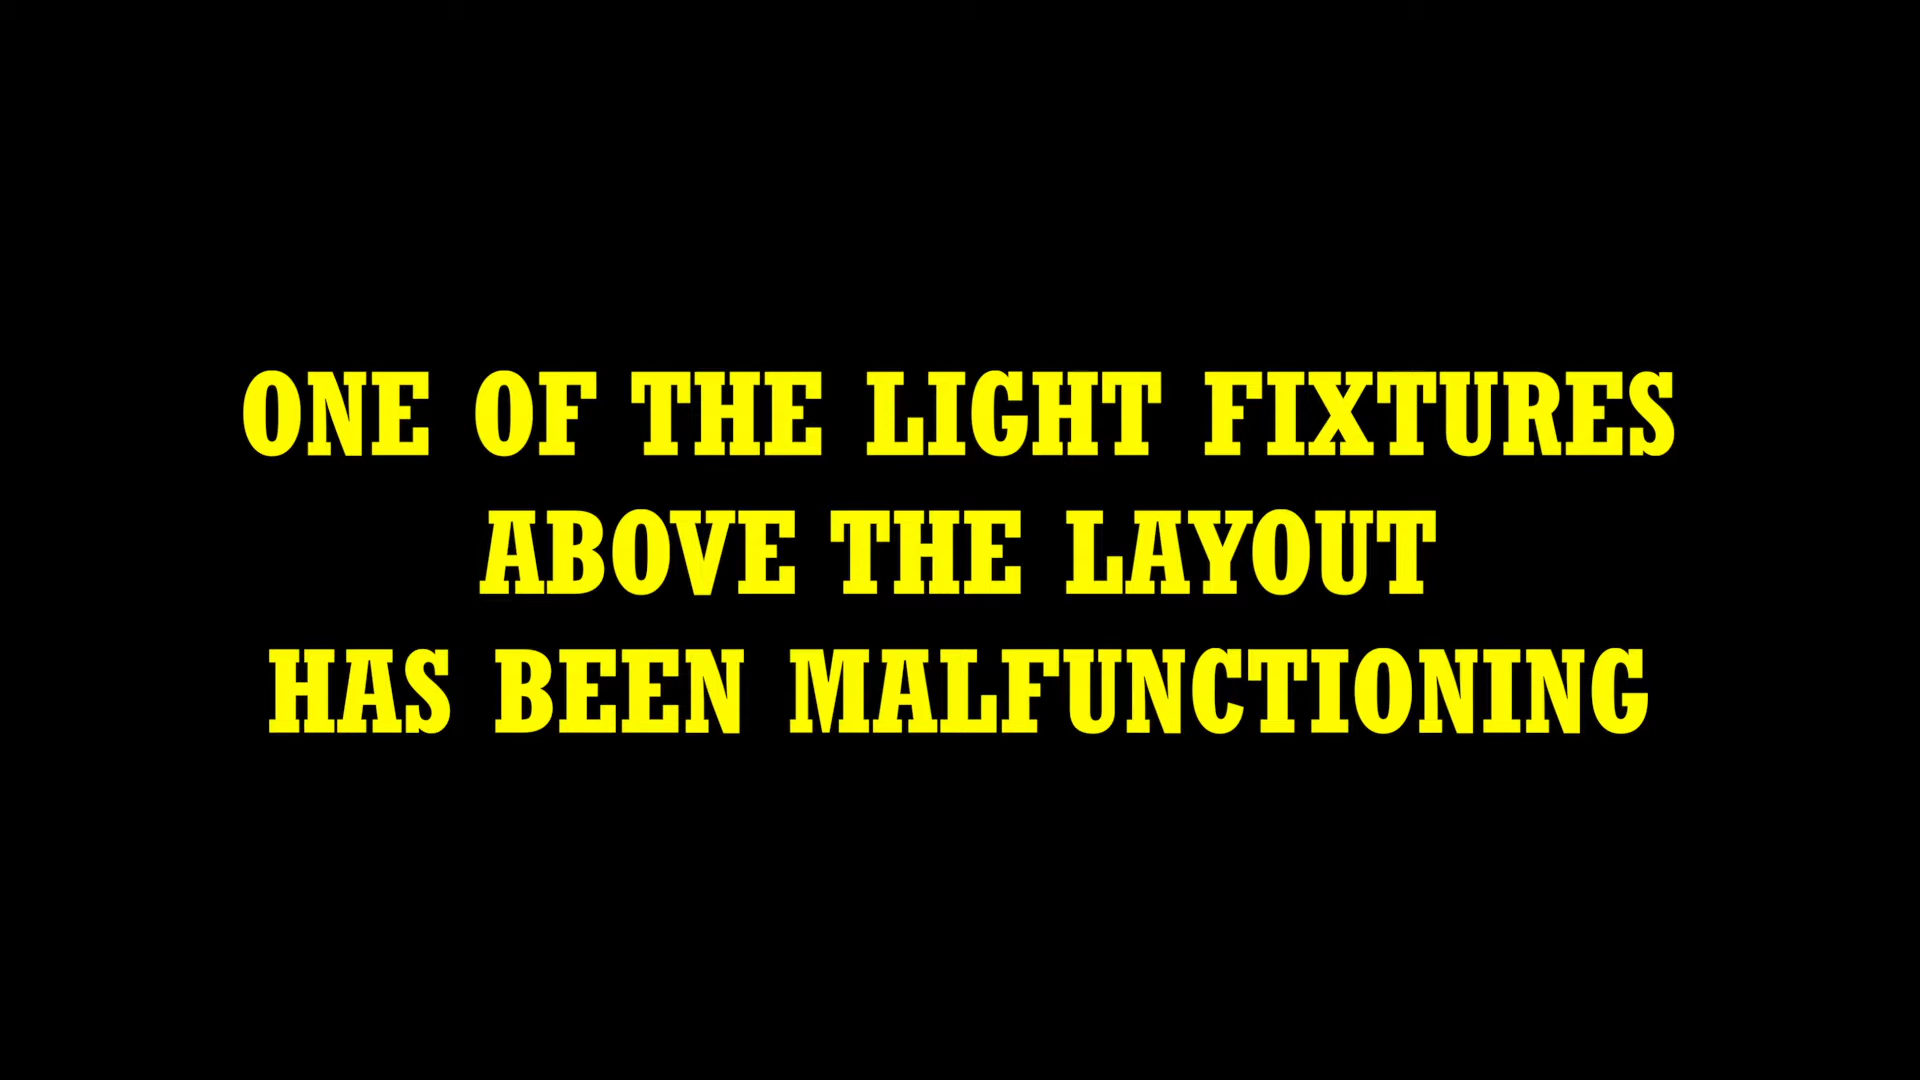 ONE OF THE LIGHT FIXTURES
ABOVE THE LAYOUT
HAS BEEN MALFUNCTIONING